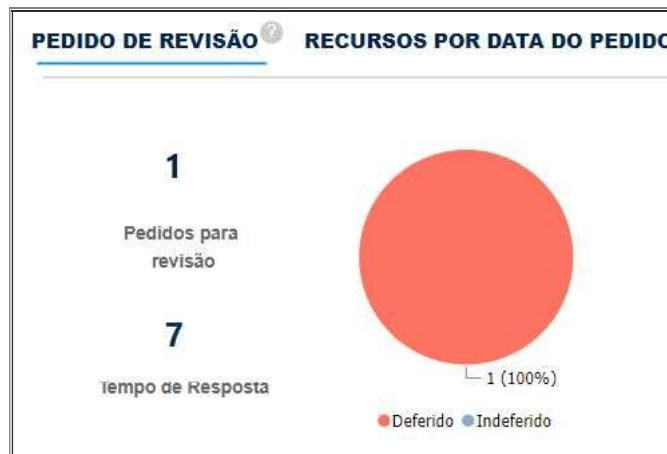 PEDIDO DE REVISÃO ? RECURSOS POR DATA DO PEDIDO
1
Pedidos para
revisão
7
Tempo de Resposta
1 (100%)
Deferido Indeferido